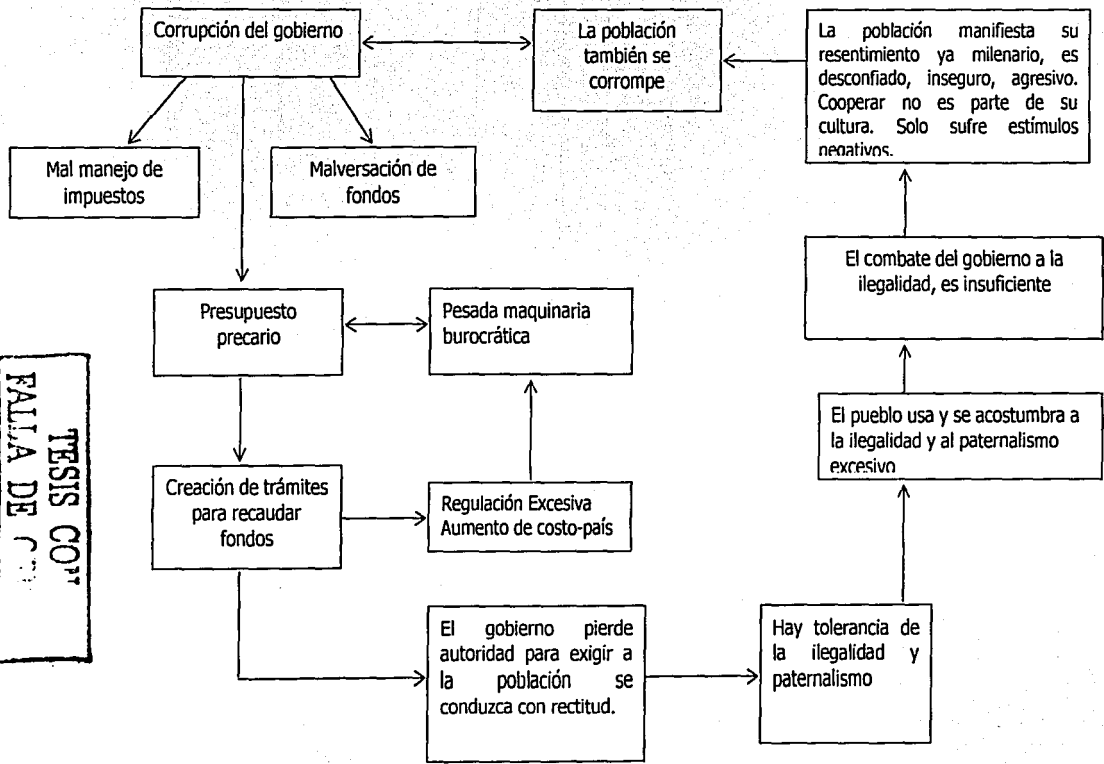 Corrupción del gobierno
La población
también se
corrompe
La población manifiesta su
resentimiento ya milenario, es
desconfiado, inseguro, agresivo.
Cooperar no es parte de su
cultura. Solo sufre estímulos
negativos.
Mal manejo de
impuestos
Malversación de
fondos
El combate del gobierno a la
ilegalidad, es insuficiente
Presupuesto
precario
Pesada maquinaria
burocrática
El pueblo usa y se acostumbra a
la ilegalidad y al paternalismo
excesivo
Creación de trámites
para recaudar
fondos
Regulación Excesiva
Aumento de costo-país
El gobierno pierde
autoridad para exigir a
la población se
conduzca con rectitud.
Hay tolerancia de
la ilegalidad y
paternalismo
TESIS
FALLA DE